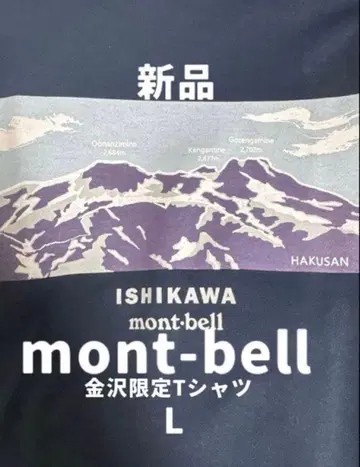 新品
Onanjimine
2,684m
Kengamine
2,677m
Gozengamine
2,702m
HAKUSAN
ISHIKAWA
mont-bell
mont-bell
金沢限定Tシャツ
L